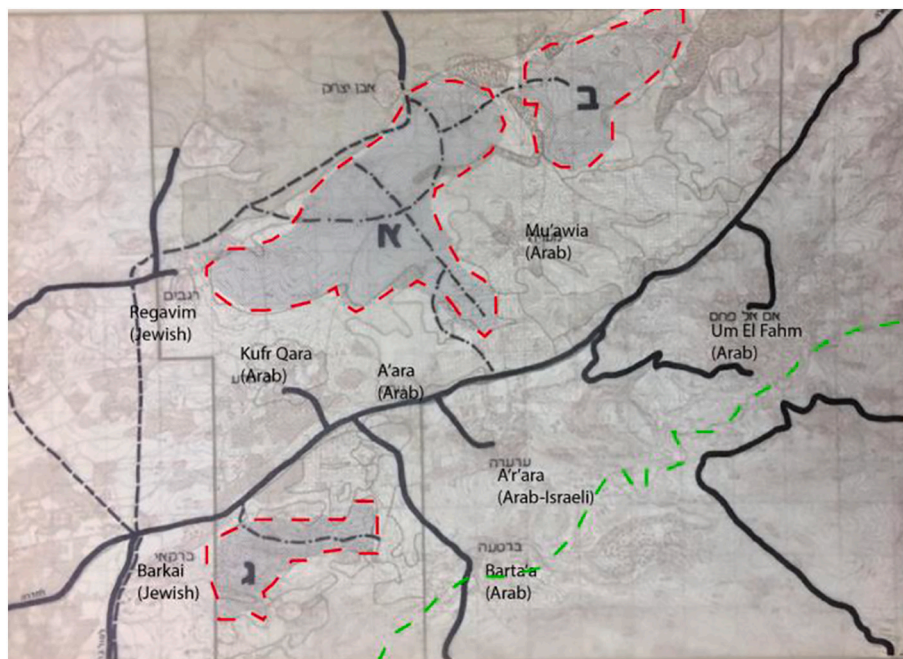 אבן יצחק
ב
א
Mu'awia
(Arab)
רגבים
Regavim
(Jewish)
אם אל פחם
Um El Fahm
(Arab)
Kufr Qara
(Arab)
A'ara
(Arab)
ערערה
A'r'ara
(Arab-Israeli)
ברקאי
Barkai
(Jewish)
ג
ברטעה
Barta'a
(Arab)